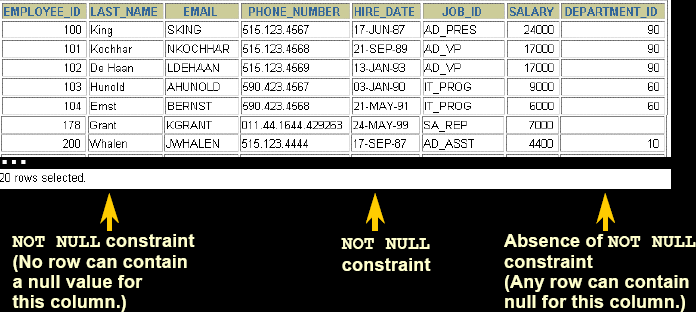 EMPLOYEE_ID LAST_NAME EMAIL PHONE_NUMBER HIRE_DATE JOB_ID SALARY DEPARTMENT_ID
100 King SKING 515.123.4567 17-JUN-87 AD_PRES 24000 90
101 Kochhar NKOCHHAR 515.123.4568 21-SEP-89 AD_VP 17000 90
102 De Haan LDEHAAN 515.123.4569 13-JAN-93 AD_VP 17000 90
103 Hunold AHUNOLD 590.423.4567 03-JAN-90 IT_PROG 9000 60
104 Ernst BERNST 590.423.4568 21-MAY-91 IT_PROG 6000 60
178 Grant KGRANT 011.44.1644.429263 24-MAY-99 SA_REP 7000
200 Whalen JWHALEN 515.123.4444 17-SEP-87 AD_ASST 4400 10
...
20 rows selected.
NOT NULL constraint
(No row can contain
a null value for
this column.)
NOT NULL
constraint
Absence of NOT NULL
constraint
(Any row can contain
null for this column.)